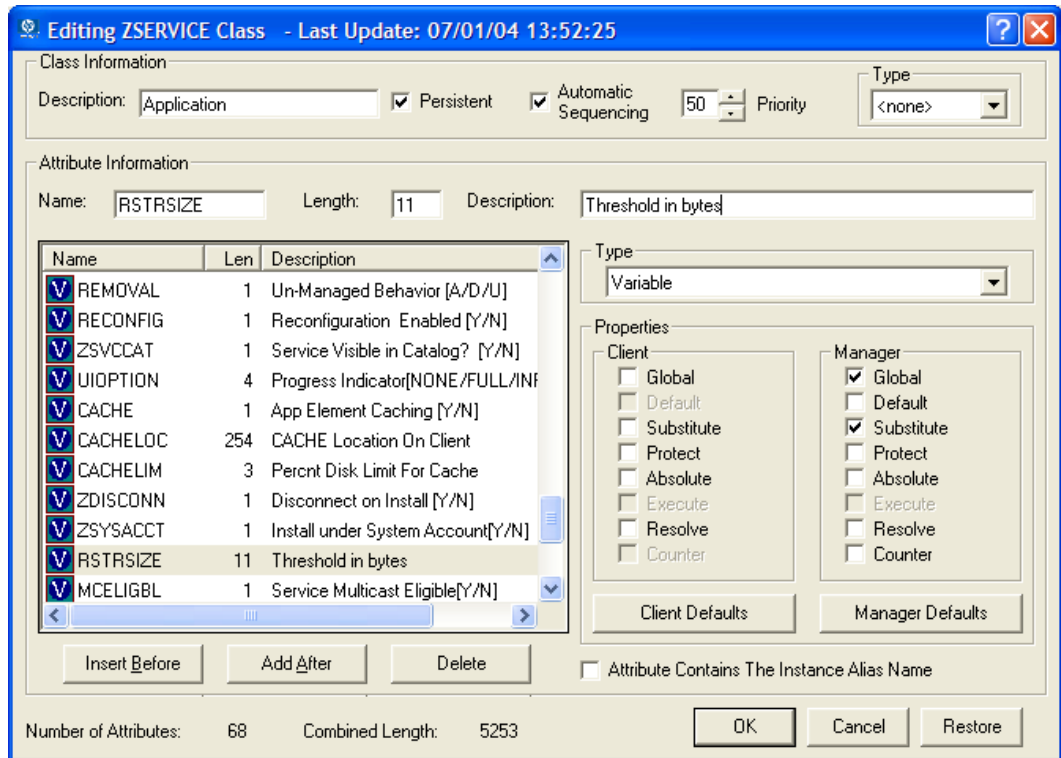 Editing ZSERVICE Class - Last Update: 07/01/04 13:52:25
Class Information
Description: Application
Persistent
Automatic
Sequencing
50 Priority
Type
<none>
Attribute Information
Name: RSTRSIZE Length: 11 Description: Threshold in bytes
Name Len Description
V REMOVAL 1 Un-Managed Behavior [A/D/U]
V RECONFIG 1 Reconfiguration Enabled [Y/N]
V ZSVCCAT 1 Service Visible in Catalog? [Y/N]
V UIOPTION 4 Progress Indicator[NONE/FULL/INF
V CACHE 1 App Element Caching [Y/N]
V CACHELOC 254 CACHE Location On Client
V CACHELIM 3 Percnt Disk Limit For Cache
V ZDISCONN 1 Disconnect on Install [Y/N]
V ZSYSACCT 1 Install under System Account[Y/N]
V RSTRSIZE 11 Threshold in bytes
V MCELIGBL 1 Service Multicast Eligible[Y/N]
Insert Before Add After Delete
Type
Variable
Properties
Client
Global
Default
Substitute
Protect
Absolute
Execute
Resolve
Counter
Client Defaults
Manager
Global
Default
Substitute
Protect
Absolute
Execute
Resolve
Counter
Manager Defaults
Attribute Contains The Instance Alias Name
Number of Attributes: 68 Combined Length: 5253
OK Cancel Restore